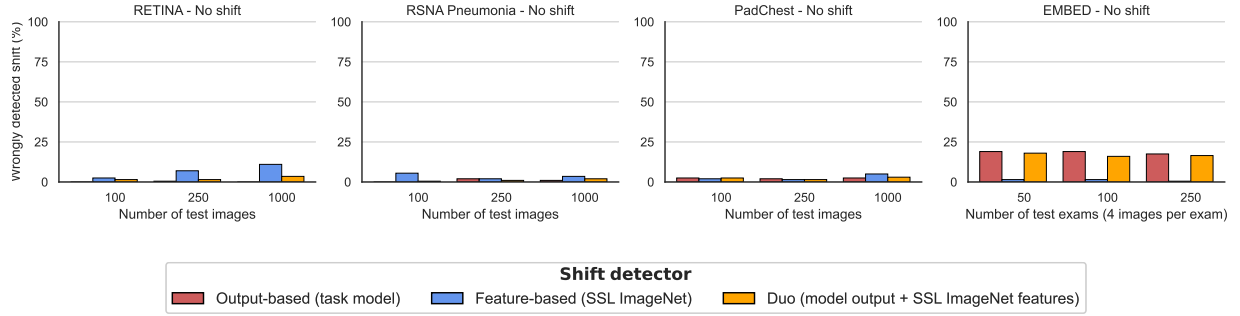 RETINA - No shift
RSNA Pneumonia - No shift
PadChest - No shift
EMBED - No shift
Wrongly detected shift (%)
100
75
50
25
0
100
75
50
25
0
100
75
50
25
0
100
75
50
25
0
100 250 1000
100 250 1000
100 250 1000
50 100 250
Number of test images
Number of test images
Number of test images
Number of test exams (4 images per exam)
Shift detector
Output-based (task model)
Feature-based (SSL ImageNet)
Duo (model output + SSL ImageNet features)